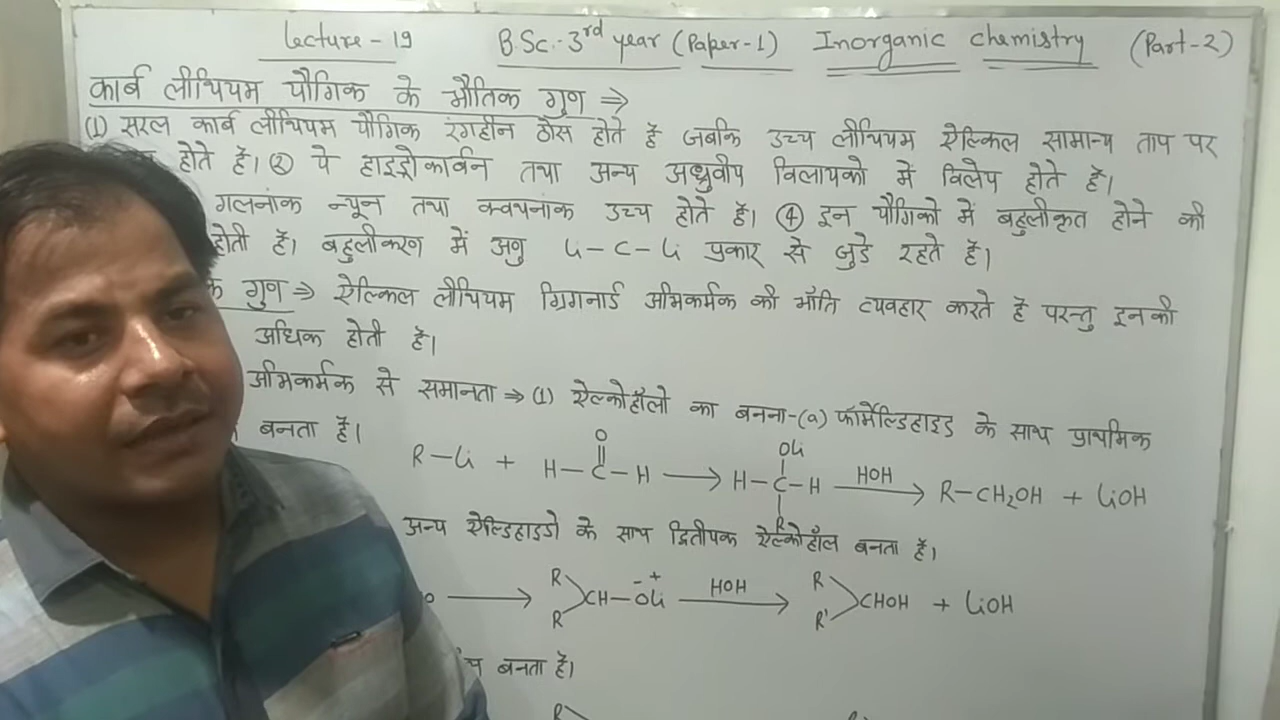 Lecture-19 B.Sc.-3rd year (Paper-1) Inorganic chemistry (Part-2)
कार्ब लीथियम यौगिक के भौतिक गुण ⇒
(1) सरल कार्ब लीथियम यौगिक रंगहीन ठोस होते हैं जबकि उच्च लीथियम ऐल्किल सामान्य ताप पर
होते हैं। (2) ये हाइड्रोकार्बन तथा अन्य अध्रुवीय विलायको में विलेय होते हैं।
गलनांक न्यून तथा क्वथनांक उच्च होते हैं। (4) इन यौगिको में बहुलीकृत होने की
होती है। बहुलीकरण में अणु Li-C-Li प्रकार से जुडे रहते हैं।
गुण ⇒ ऐल्किल लीथियम ग्रिगनार्ड अभिकर्मक की भाँति व्यवहार करते हैं परन्तु इनकी
अधिक होती है।
अभिकर्मक से समानता ⇒ (1) ऐल्कोहॉलो का बनना-(a) फॉर्मेल्डिहाइड के साथ प्राथमिक
बनता है।
R-Li + H-C(=O)-H ⟶ H-C(OLi)(R)-H —HOH→ R-CH₂OH + LiOH
अन्य ऐल्डिहाइडो के साथ द्वितीयक ऐल्कोहॉल बनता है।
O ⟶ R R >CH-O⁻Li⁺ —HOH→ R R' >CHOH + LiOH
बनता है।
R R